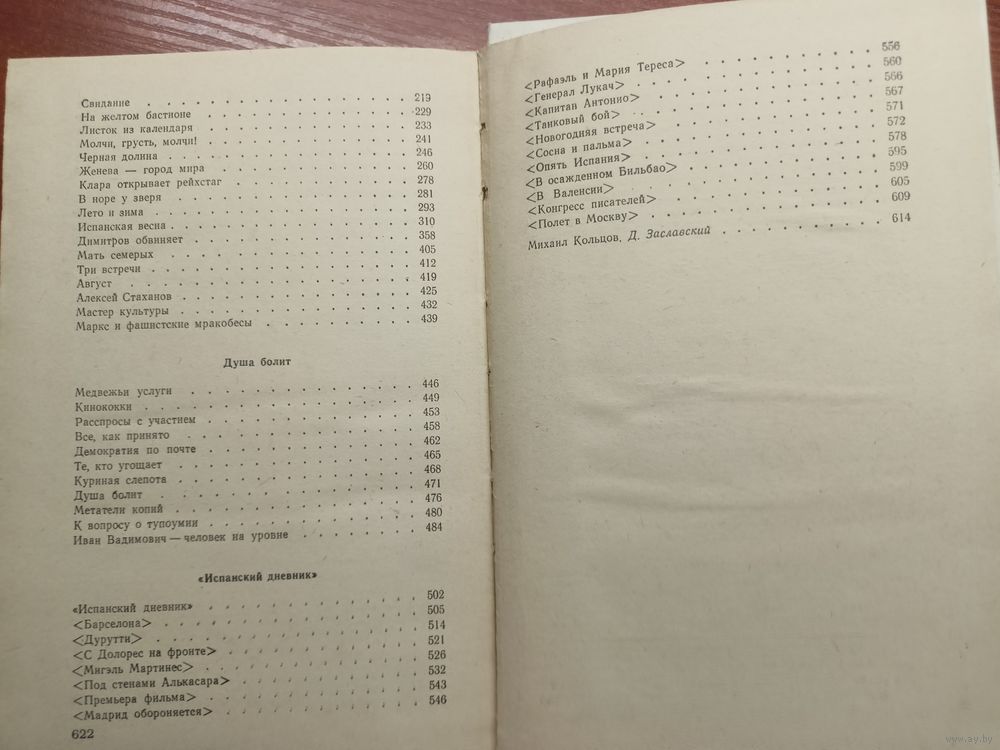 Свидание . . . . . . . . . . . . . . . . 219
На желтом бастионе . . . . . . . . . . . . . 229
Листок из календаря . . . . . . . . . . . . . 233
Молчи, грусть, молчи! . . . . . . . . . . . . 241
Черная долина . . . . . . . . . . . . . . 246
Женева — город мира . . . . . . . . . . . . 260
Клара открывает рейхстаг . . . . . . . . . . . 278
В норе у зверя . . . . . . . . . . . . . . 281
Лето и зима . . . . . . . . . . . . . . . 293
Испанская весна . . . . . . . . . . . . . . 310
Димитров обвиняет . . . . . . . . . . . . . 358
Мать семерых . . . . . . . . . . . . . . 405
Три встречи . . . . . . . . . . . . . . . 412
Август . . . . . . . . . . . . . . . . 419
Алексей Стаханов . . . . . . . . . . . . . 425
Мастер культуры . . . . . . . . . . . . . 432
Маркс и фашистские мракобесы . . . . . . . . . 439
Душа болит
Медвежьи услуги . . . . . . . . . . . . . 446
Кинококки . . . . . . . . . . . . . . . 449
Расспросы с участием . . . . . . . . . . . . 453
Все, как принято . . . . . . . . . . . . . 458
Демократия по почте . . . . . . . . . . . . 462
Те, кто угощает . . . . . . . . . . . . . 465
Куриная слепота . . . . . . . . . . . . . 468
Душа болит . . . . . . . . . . . . . . . 471
Метатели копий . . . . . . . . . . . . . . 476
К вопросу о тупоумии . . . . . . . . . . . . 480
Иван Вадимович — человек на уровне . . . . . . . 484
«Испанский дневник»
«Испанский дневник» . . . . . . . . . . . . 502
<Барселона> . . . . . . . . . . . . . . 505
<Дурутти> . . . . . . . . . . . . . . . 514
<С Долорес на фронте> . . . . . . . . . . . 521
<Мигэль Мартинес> . . . . . . . . . . . . 526
<Под стенами Алькасара> . . . . . . . . . . 532
<Премьера фильма> . . . . . . . . . . . . 543
<Мадрид обороняется> . . . . . . . . . . . 546
622
<Рафаэль и Мария Тереса> . . . . . . . . . . 556
<Генерал Лукач> . . . . . . . . . . . . . 560
<Капитан Антонио> . . . . . . . . . . . . 566
<Танковый бой> . . . . . . . . . . . . . 567
<Новогодняя встреча> . . . . . . . . . . . 571
<Сосна и пальма> . . . . . . . . . . . . 572
<Опять Испания> . . . . . . . . . . . . . 578
<В осажденном Бильбао> . . . . . . . . . . 595
<В Валенсии> . . . . . . . . . . . . . . 599
<Конгресс писателей> . . . . . . . . . . . 605
<Полет в Москву> . . . . . . . . . . . . 609
Михаил Кольцов, Д. Заславский . . . . . . . . . 614
www.ay.by